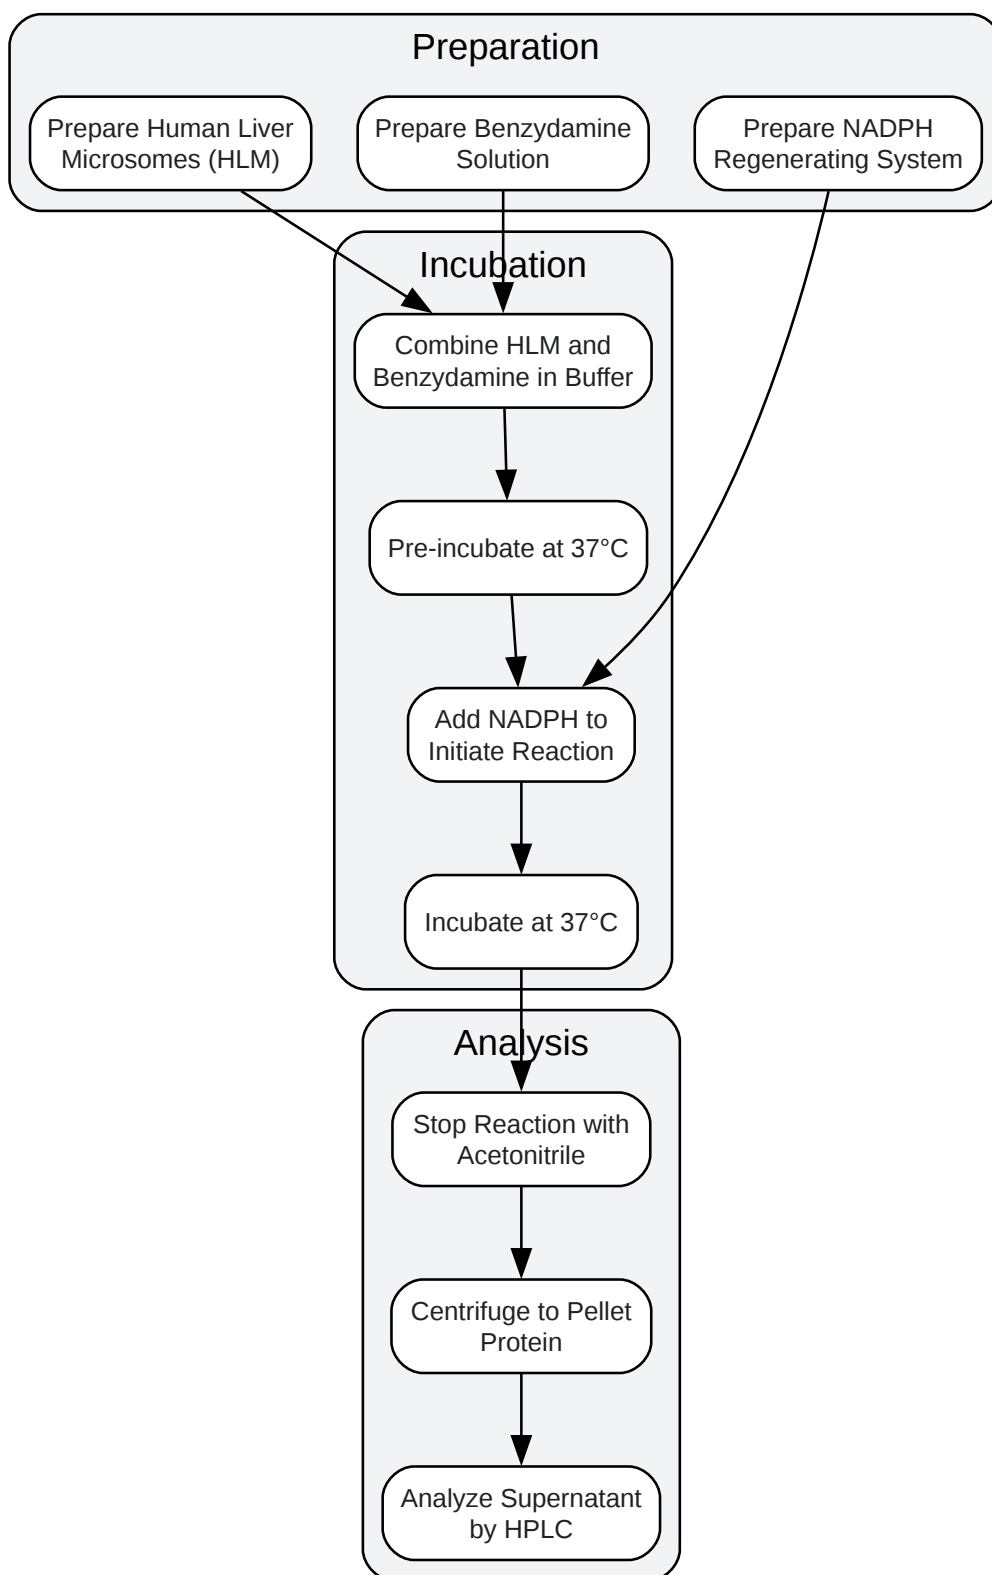 Preparation
Prepare Human Liver
Microsomes (HLM)
Prepare Benzydamine
Solution
Prepare NADPH
Regenerating System
Incubation
Combine HLM and
Benzydamine in Buffer
Pre-incubate at 37°C
Add NADPH to
Initiate Reaction
Incubate at 37°C
Analysis
Stop Reaction with
Acetonitrile
Centrifuge to Pellet
Protein
Analyze Supernatant
by HPLC